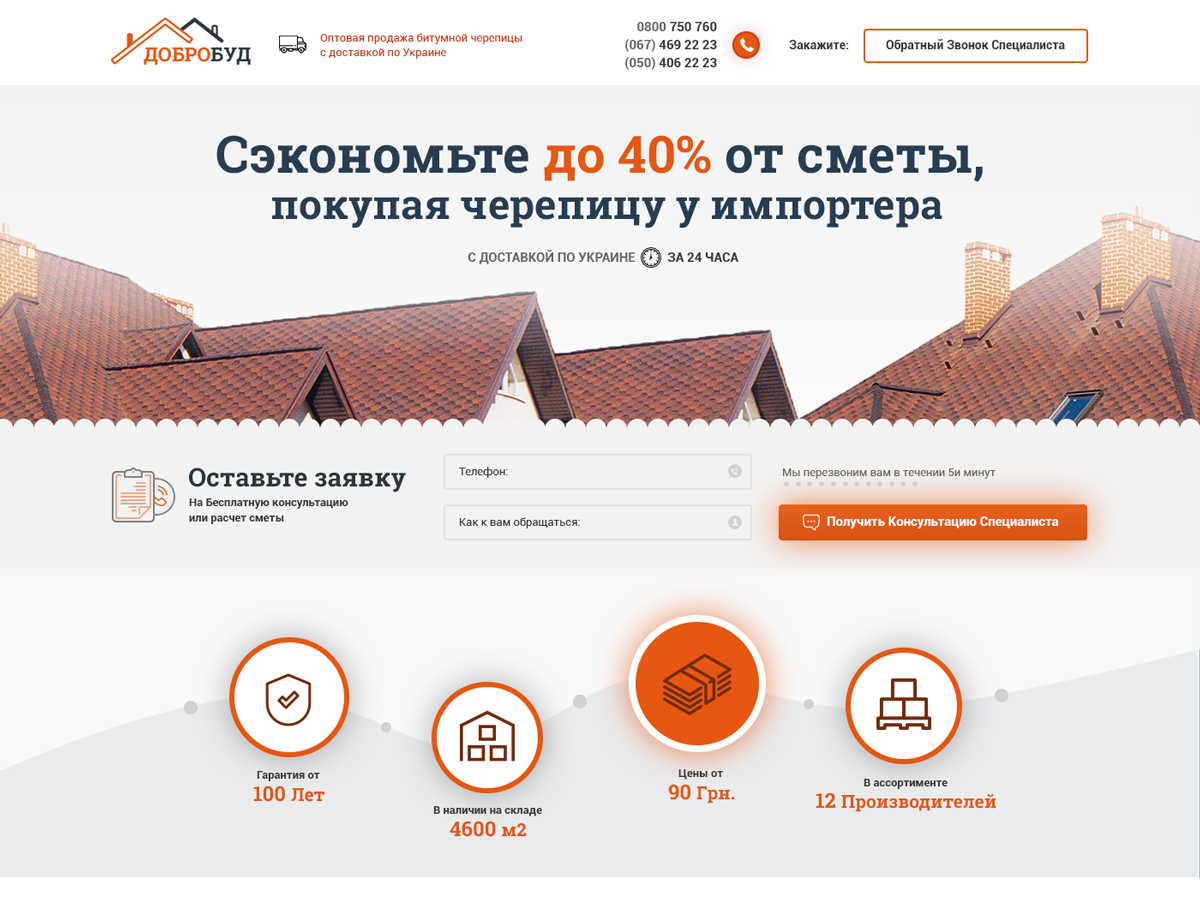 ДОБРОБУД
Оптовая продажа битумной черепицы
с доставкой по Украине
0800 750 760
(067) 469 22 23
(050) 406 22 23
Закажите:
Обратный Звонок Специалиста
Сэкономьте до 40% от сметы,
покупая черепицу у импортера
С ДОСТАВКОЙ ПО УКРАИНЕ ЗА 24 ЧАСА
Оставьте заявку
На Бесплатную консультацию
или расчет сметы
Телефон:
Как к вам обращаться:
Мы перезвоним вам в течении 5и минут
Получить Консультацию Специалиста
Гарантия от
100 Лет
В наличии на складе
4600 м2
Цены от
90 Грн.
В ассортименте
12 Производителей